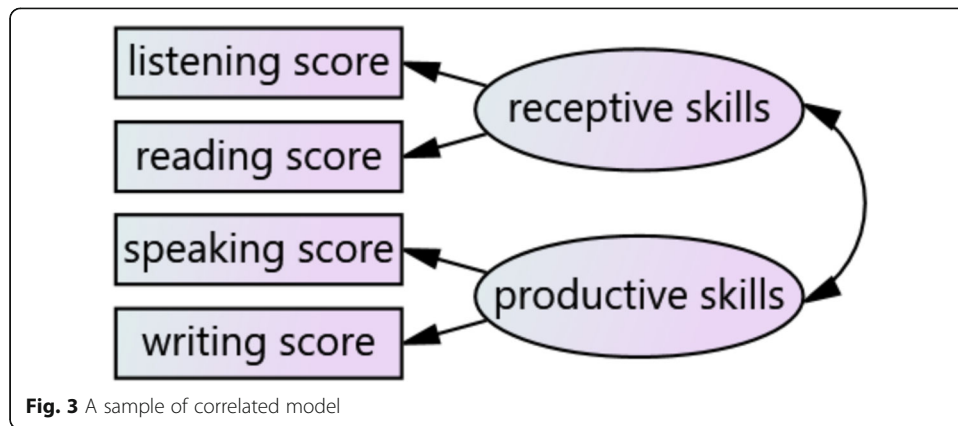 listening score
reading score
speaking score
writing score
receptive skills
productive skills
Fig. 3 A sample of correlated model